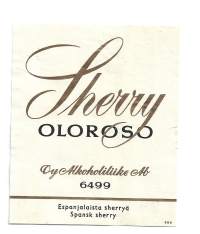 Sherry
OLOROSO
Oy Alkoholiliike Ab
6499
Espanjalaista sherryä
Spansk sherry